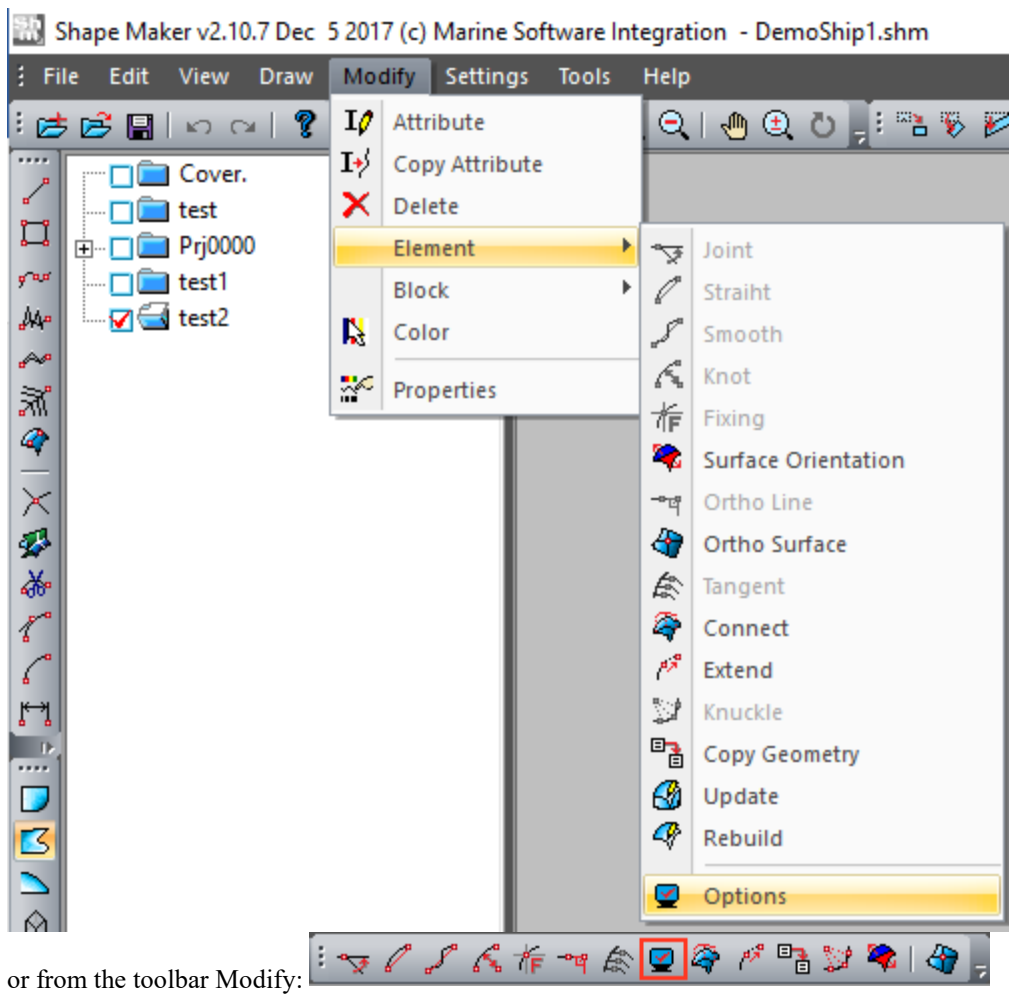 Shape Maker v2.10.7 Dec 5 2017 (c) Marine Software Integration - DemoShip1.shm
File Edit View Draw Modify Settings Tools Help
Cover.
test
Prj0000
test1
test2
Attribute
Copy Attribute
Delete
Element
Block
Color
Properties
Joint
Straiht
Smooth
Knot
Fixing
Surface Orientation
Ortho Line
Ortho Surface
Tangent
Connect
Extend
Knuckle
Copy Geometry
Update
Rebuild
Options
or from the toolbar Modify: